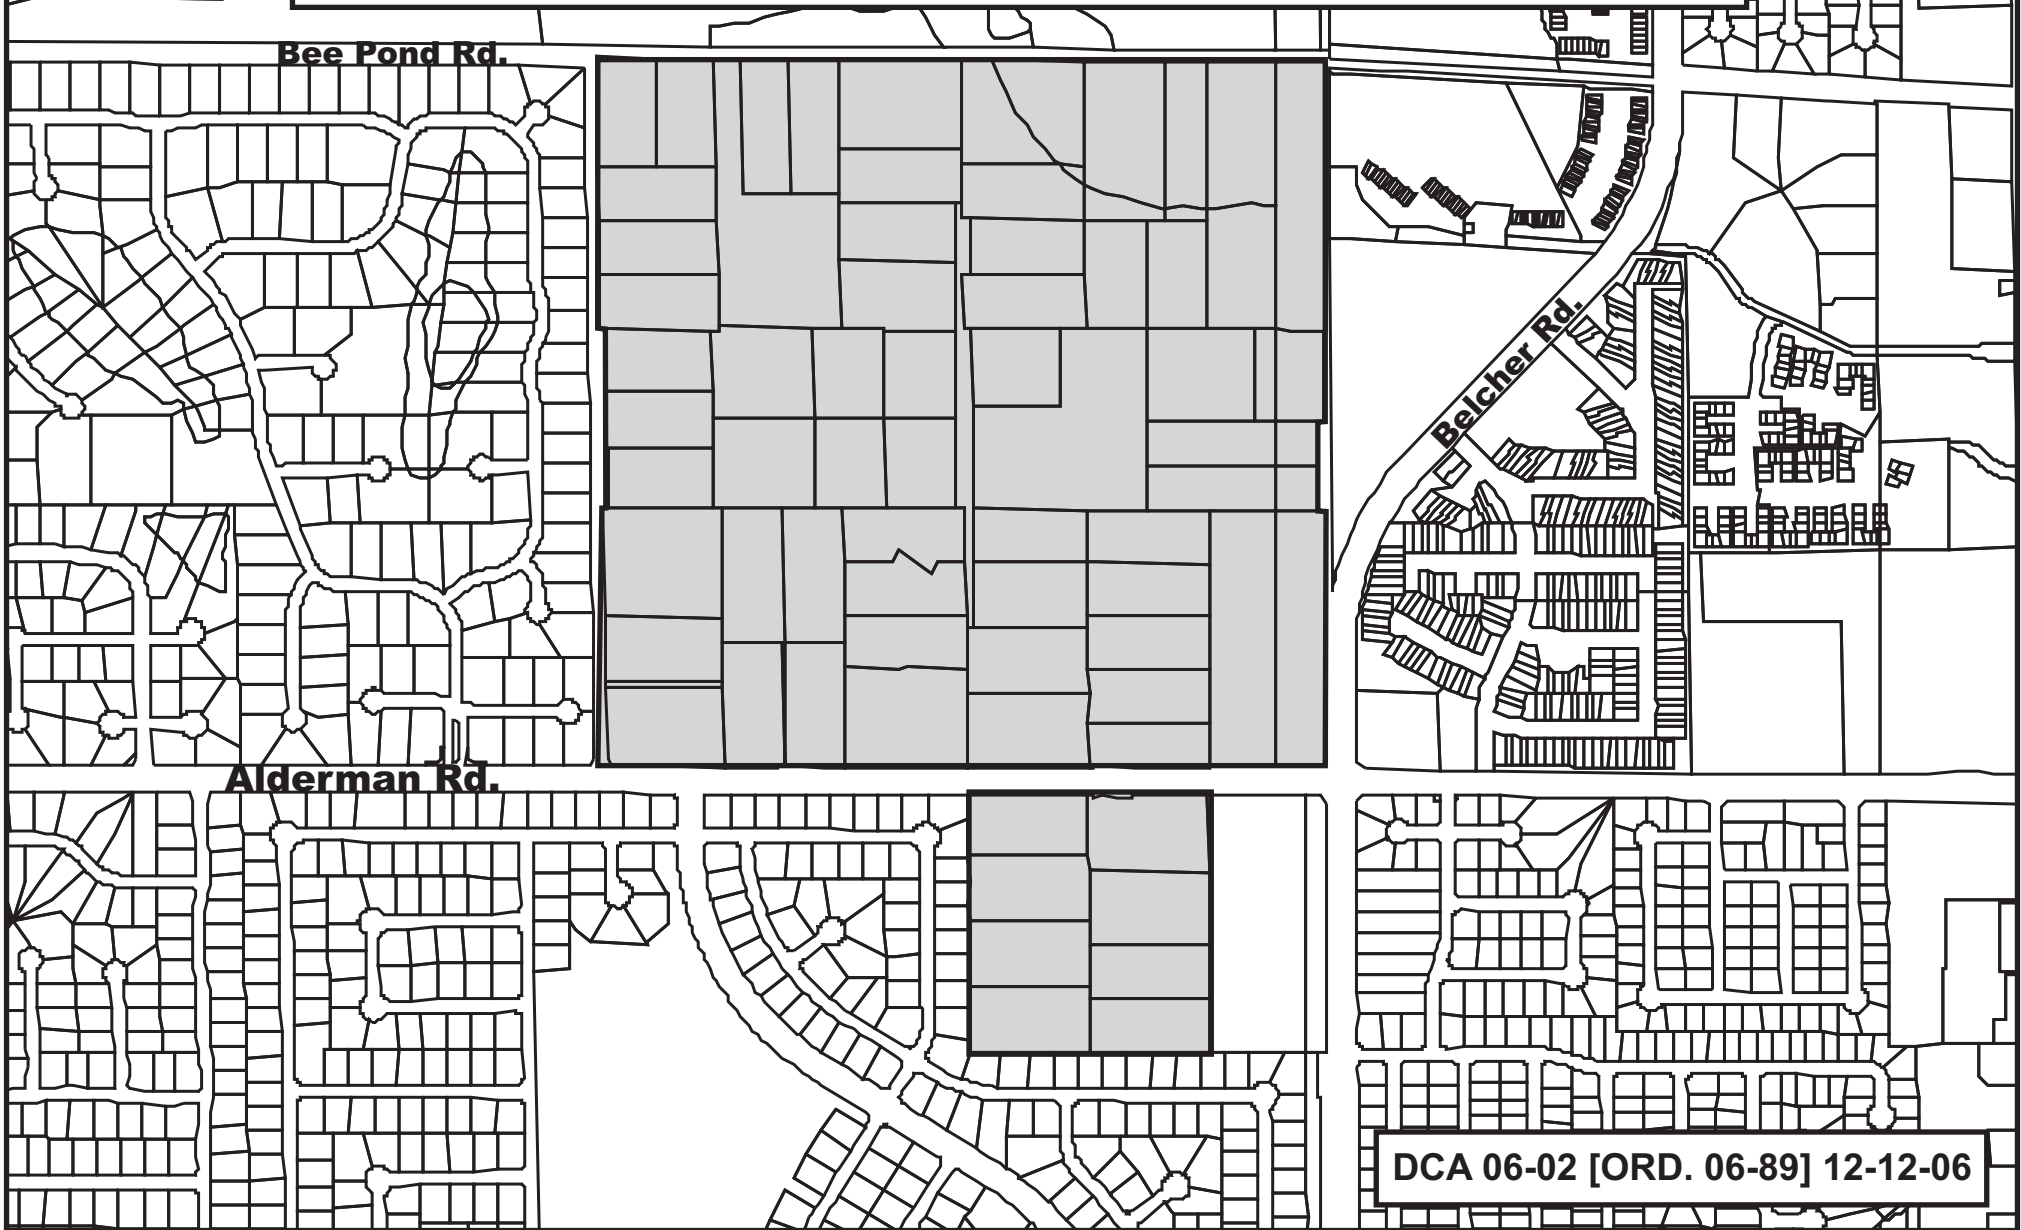 Bee Pond Rd.
Belcher Rd.
Alderman Rd.
DCA 06-02 [ORD. 06-89] 12-12-06